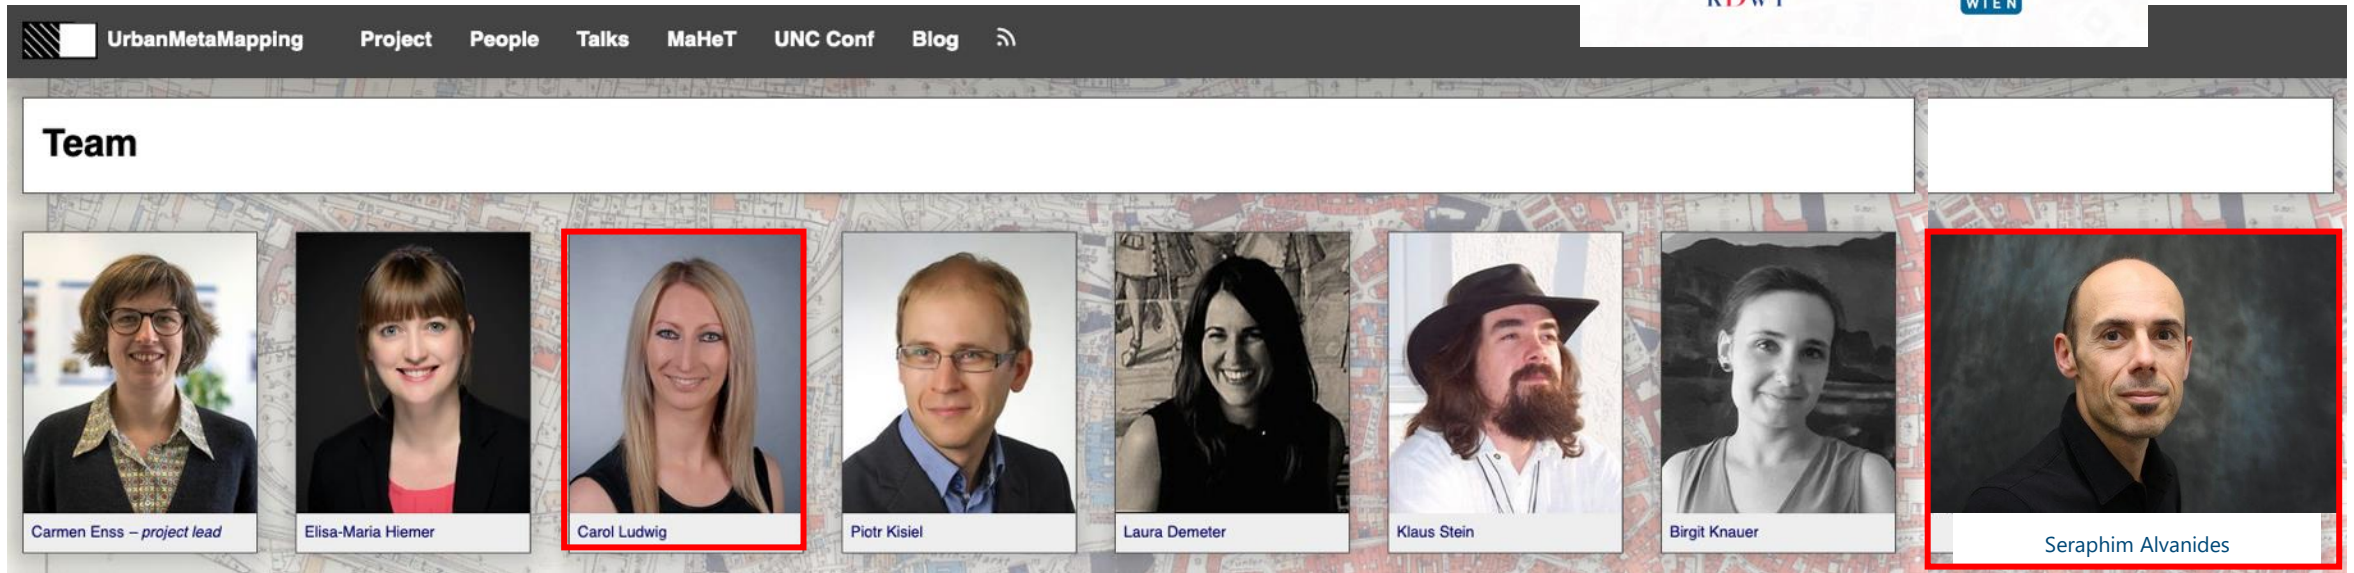 WIEN
UrbanMetaMapping Project People Talks MaHeT UNC Conf Blog
Team
Carmen Enss – project lead
Elisa-Maria Hiemer
Carol Ludwig
Piotr Kisiel
Laura Demeter
Klaus Stein
Birgit Knauer
Seraphim Alvanides